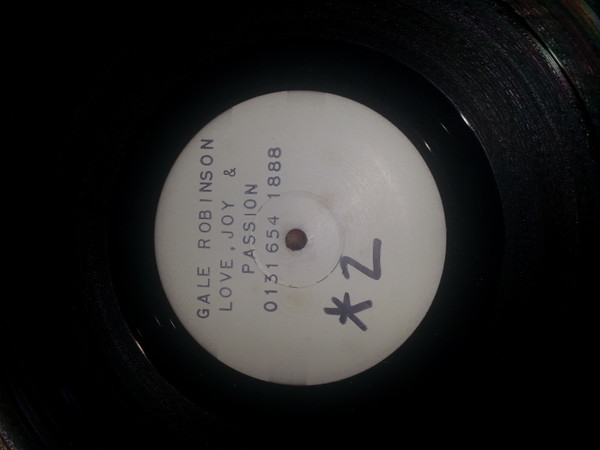 GALE ROBINSON
LOVE, JOY &
PASSION
0131 654 1888
*2